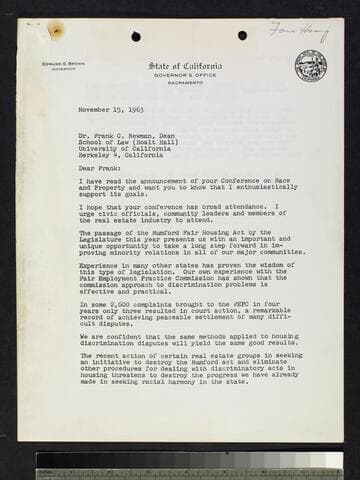 Fair Housg
EDMUND G. BROWN
GOVERNOR
State of California
GOVERNOR'S OFFICE
SACRAMENTO
November 15, 1963
Dr. Frank C. Newman, Dean
School of Law (Boalt Hall)
University of California
Berkeley 4, California
Dear Frank:
I have read the announcement of your Conference on Race
and Property and want you to know that I enthusiastically
support its goals.
I hope that your conference has broad attendance. I
urge civic officials, community leaders and members of
the real estate industry to attend.
The passage of the Rumford Fair Housing Act by the
Legislature this year presents us with an important and
unique opportunity to take a long step forward in im-
proving minority relations in all of our major communities.
Experience in many other states has proven the wisdom of
this type of legislation. Our own experience with the
Fair Employment Practice Commission has shown that the
commission approach to discrimination problems is
effective and practical.
In some 2,600 complaints brought to the FEPC in four
years only three resulted in court action, a remarkable
record of achieving peaceable settlement of many diffi-
cult disputes.
We are confident that the same methods applied to housing
discrimination disputes will yield the same good results.
The recent action of certain real estate groups in seeking
an initiative to destroy the Rumford act and eliminate
other procedures for dealing with discriminatory acts in
housing threatens to destroy the progress we have already
made in seeking racial harmony in the state.